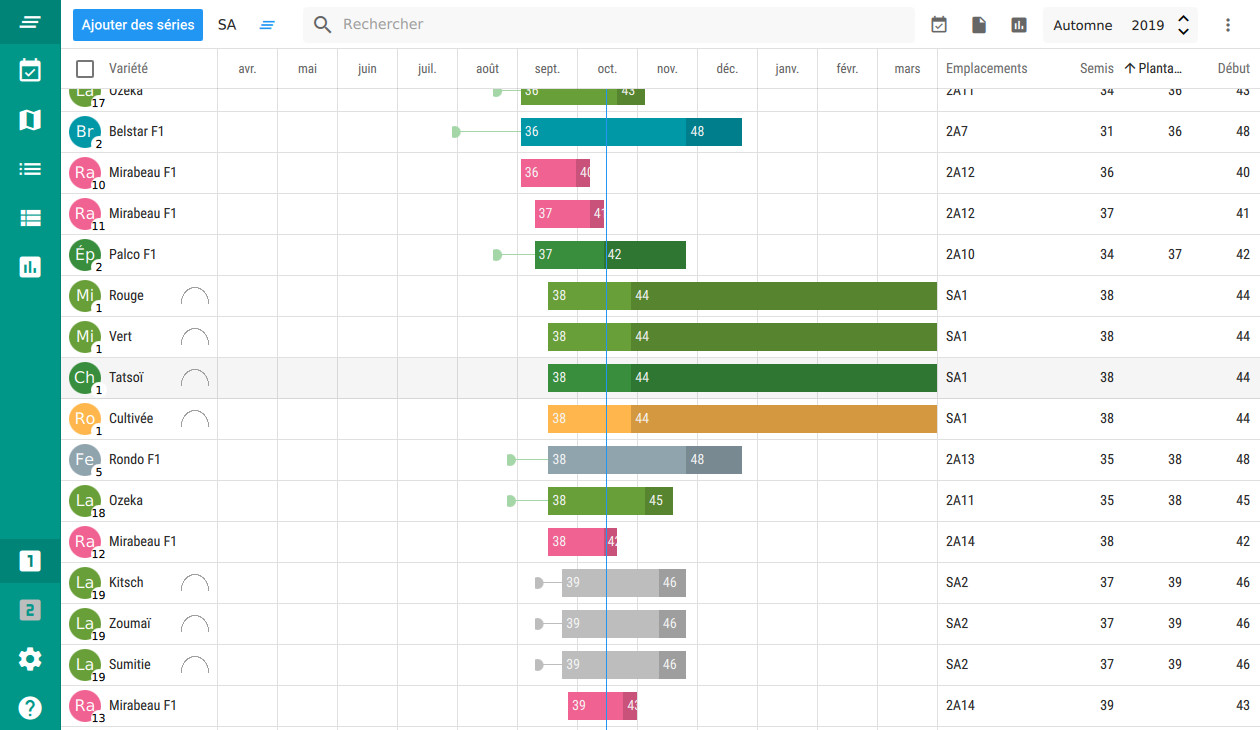 Ajouter des séries SA Rechercher Automne 2019
Variété avr. mai juin juil. août sept. oct. nov. déc. janv. févr. mars Emplacements Semis Planta... Début
La 17 Ozeka 36 43 2A11 34 36 43
Br 2 Belstar F1 36 48 2A7 31 36 48
Ra 10 Mirabeau F1 36 40 2A12 36 40
Ra 11 Mirabeau F1 37 41 2A12 37 41
Ép 2 Palco F1 37 42 2A10 34 37 42
Mi 1 Rouge 38 44 SA1 38 44
Mi 1 Vert 38 44 SA1 38 44
Ch 1 Tatsoï 38 44 SA1 38 44
Ro 1 Cultivée 38 44 SA1 38 44
Fe 5 Rondo F1 38 48 2A13 35 38 48
La 18 Ozeka 38 45 2A11 35 38 45
Ra 12 Mirabeau F1 38 42 2A14 38 42
1
La 19 Kitsch 39 46 SA2 37 39 46
2
La 19 Zoumaï 39 46 SA2 37 39 46
La 19 Sumitie 39 46 SA2 37 39 46
Ra 13 Mirabeau F1 39 43 2A14 39 43